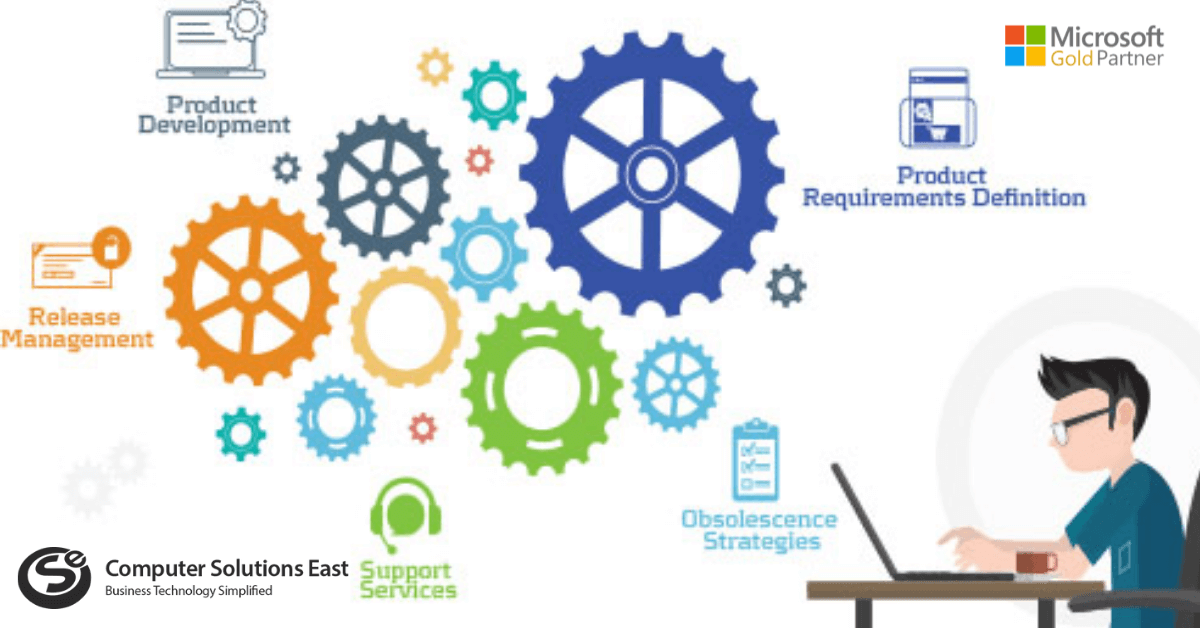 Microsoft
Gold Partner
Product
Development
Product
Requirements Definition
Release
Management
Obsolescence
Strategies
Support
Services
CSe
Computer Solutions East
Business Technology Simplified